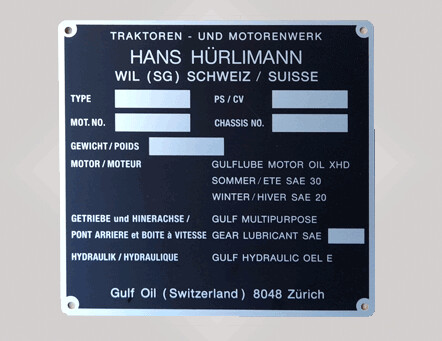 TRAKTOREN - UND MOTORENWERK
HANS HÜRLIMANN
WIL (SG) SCHWEIZ / SUISSE
TYPE PS / CV
MOT. NO. CHASSIS NO.
GEWICHT / POIDS
MOTOR / MOTEUR GULFLUBE MOTOR OIL XHD
SOMMER / ETE SAE 30
WINTER / HIVER SAE 20
GETRIEBE und HINERACHSE / GULF MULTIPURPOSE
PONT ARRIERE et BOITE à VITESSE GEAR LUBRICANT SAE
HYDRAULIK / HYDRAULIQUE GULF HYDRAULIC OEL E
Gulf Oil ( Switzerland ) 8048 Zürich